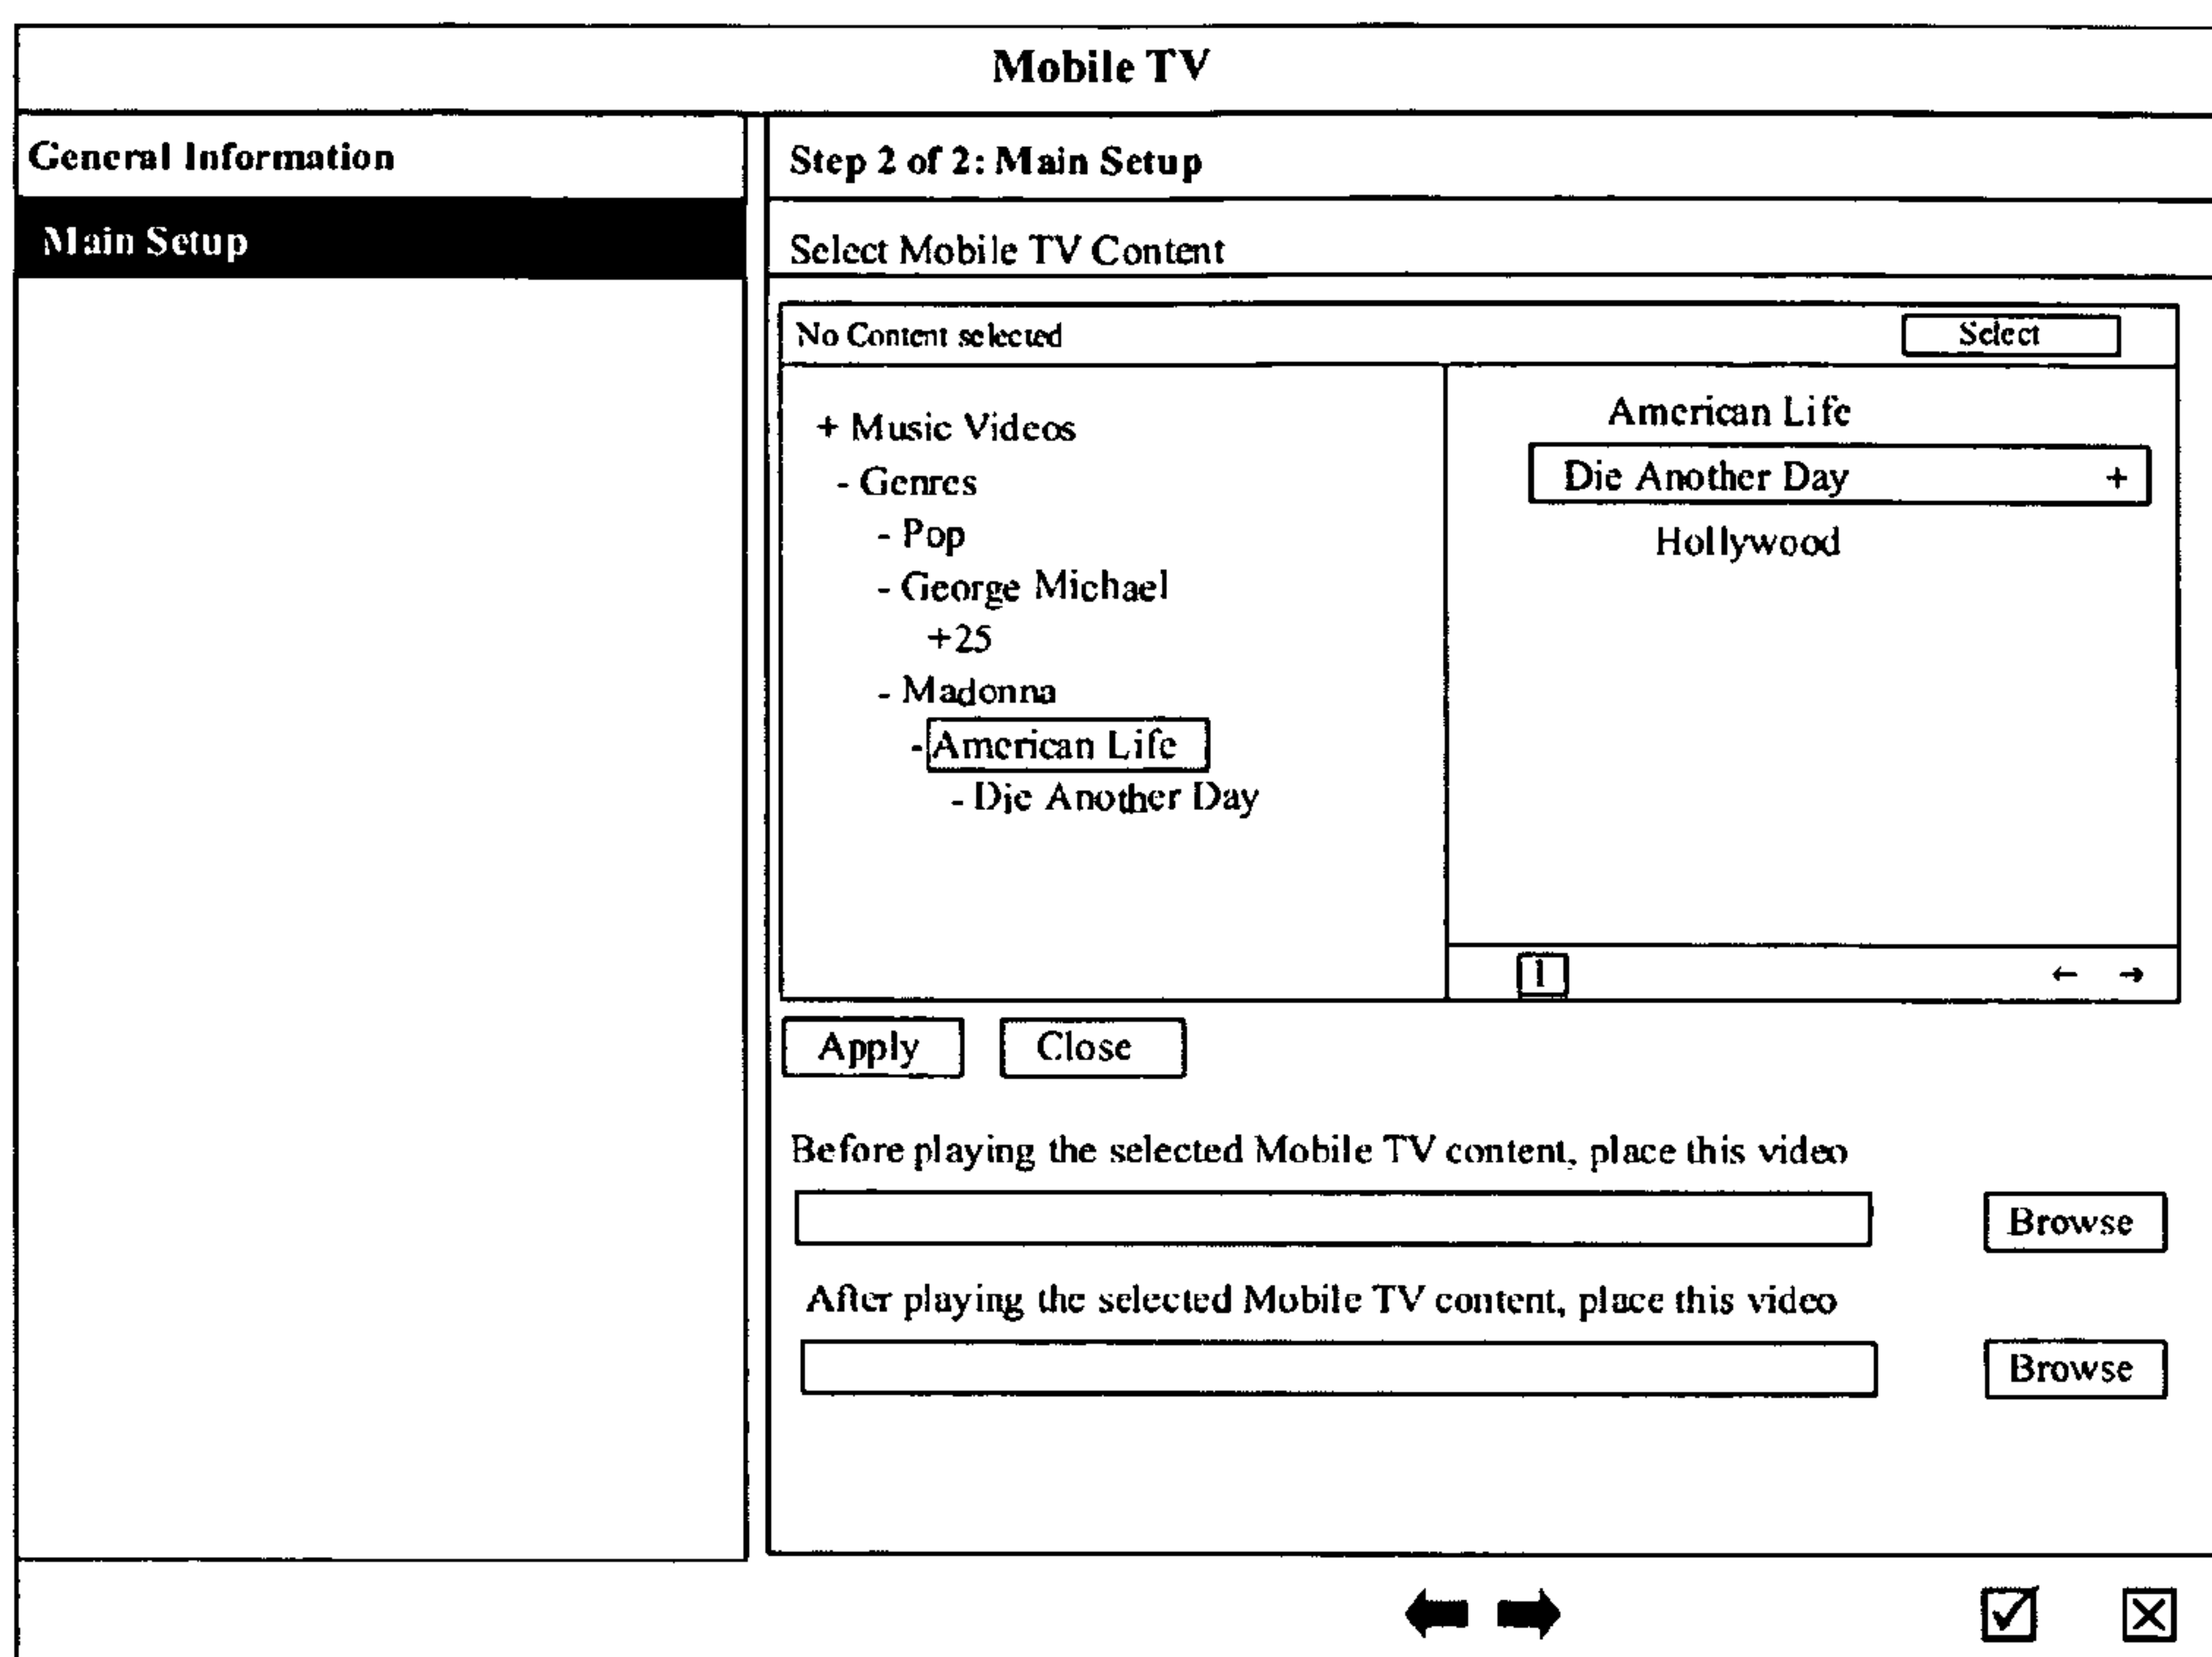 Mobile TV
General Information
Main Setup
Step 2 of 2: Main Setup
Select Mobile TV Content
No Content selected
Select
+ Music Videos
- Genres
- Pop
- George Michael
+25
- Madonna
- American Life
- Die Another Day
American Life
Die Another Day +
Hollywood
1 ← →
Apply
Close
Before playing the selected Mobile TV content, place this video
Browse
After playing the selected Mobile TV content, place this video
Browse